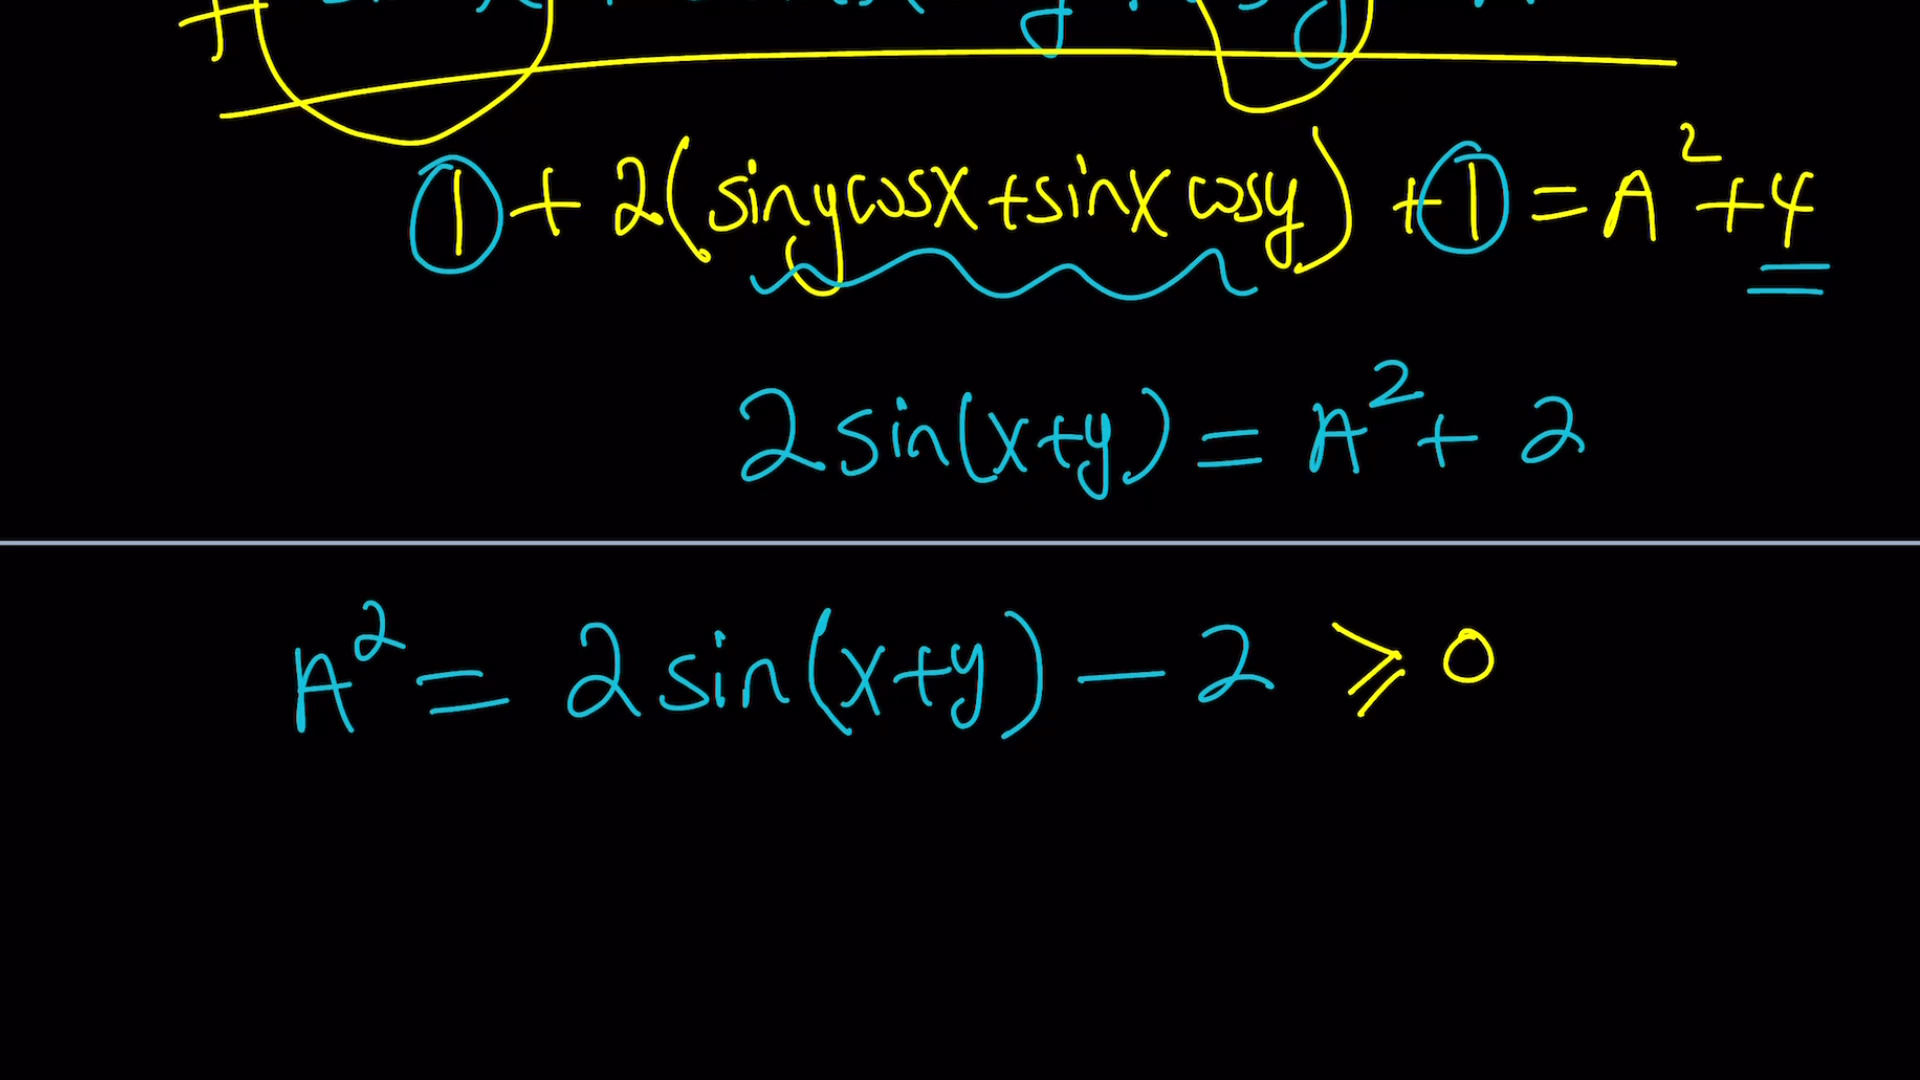 1 + 2(sinycosx+sinxcosy) +1 = A²+4
2sin(x+y) = A²+ 2
A² = 2sin(x+y) - 2 ⩾ 0